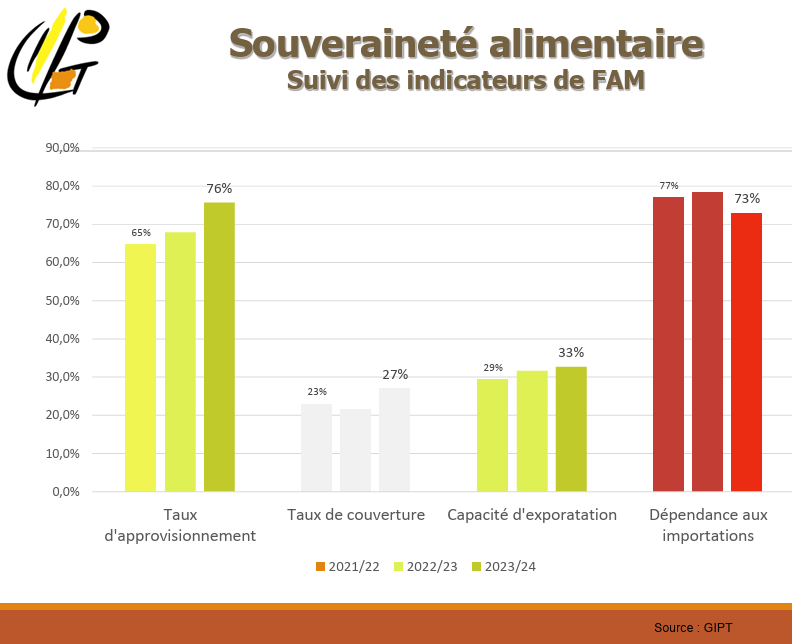 GIPT
Souveraineté alimentaire
Suivi des indicateurs de FAM
90,0%
80,0%
70,0%
60,0%
50,0%
40,0%
30,0%
20,0%
10,0%
0,0%
65%
76%
23%
27%
29%
33%
77%
73%
Taux
d'approvisionnement
Taux de couverture
Capacité d'exporatation
Dépendance aux
importations
2021/22
2022/23
2023/24
Source : GIPT